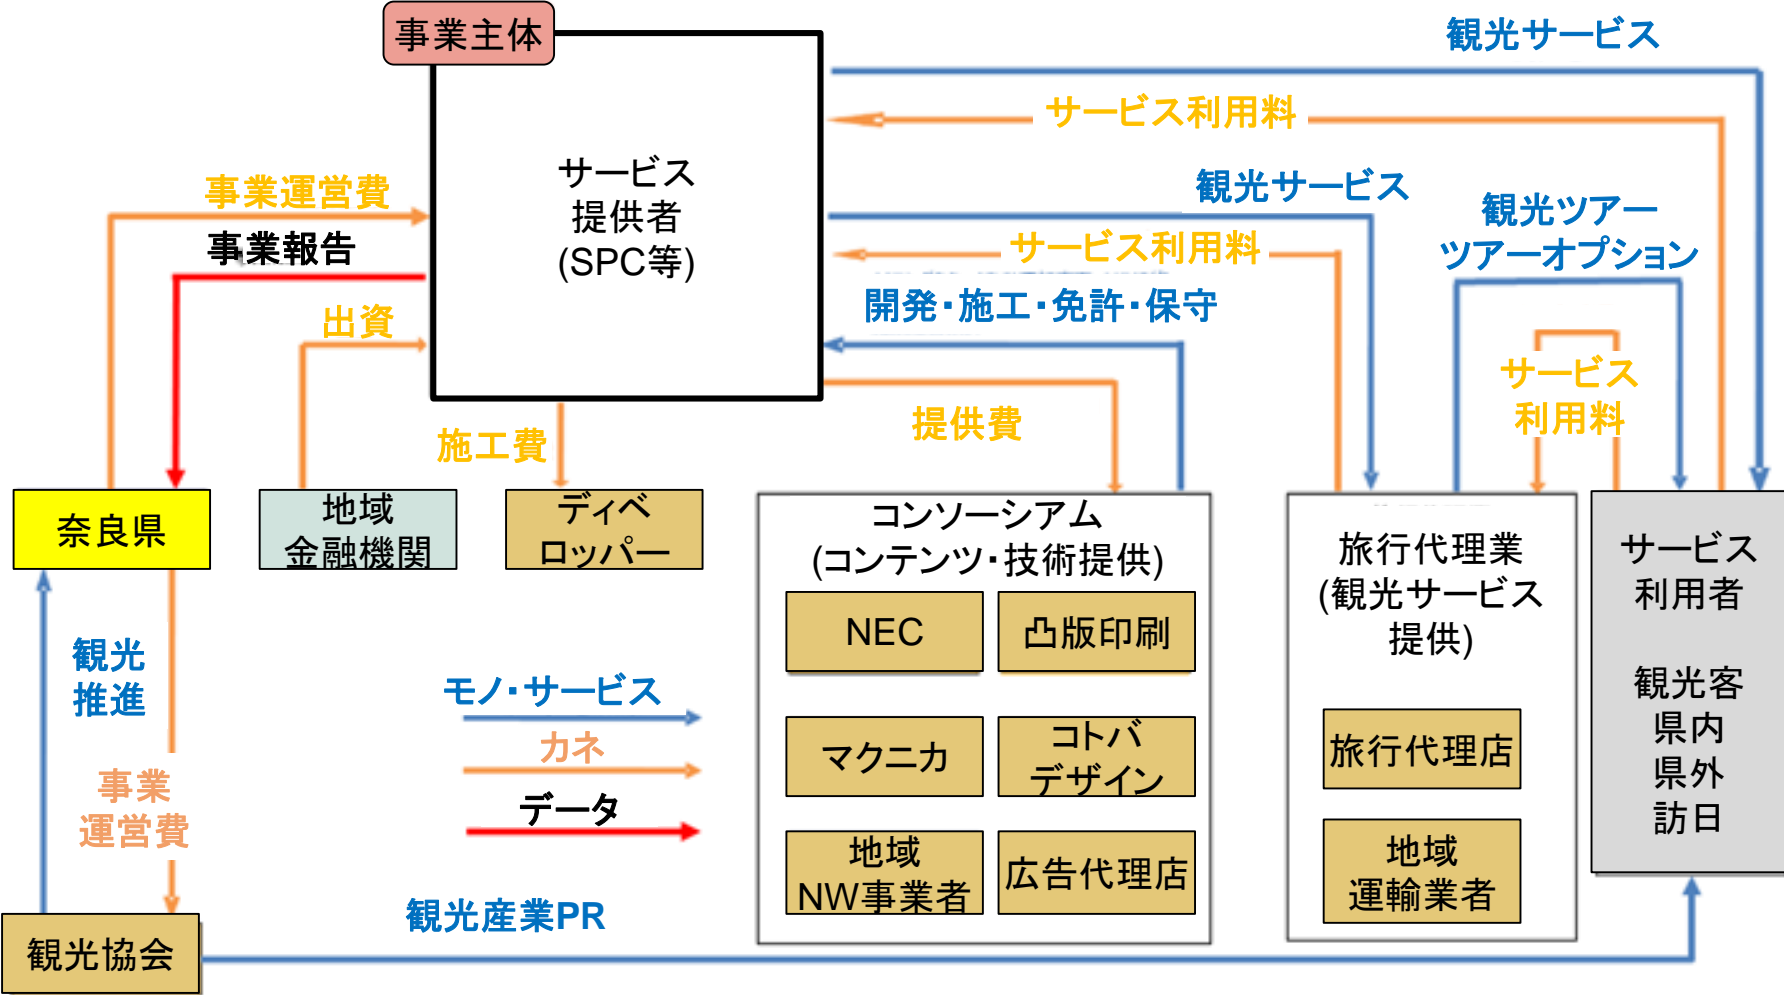 事業主体
サービス
提供者
(SPC等)
観光サービス
サービス利用料
観光サービス
サービス利用料
開発・施工・免許・保守
提供費
観光ツアー
ツアーオプション
サービス
利用料
事業運営費
事業報告
出資
施工費
奈良県
地域
金融機関
ディベ
ロッパー
コンソーシアム
(コンテンツ・技術提供)
NEC
凸版印刷
マクニカ
コトバ
デザイン
地域
NW事業者
広告代理店
旅行代理業
(観光サービス
提供)
旅行代理店
地域
運輸業者
サービス
利用者
観光客
県内
県外
訪日
観光
推進
事業
運営費
モノ・サービス
カネ
データ
観光産業PR
観光協会